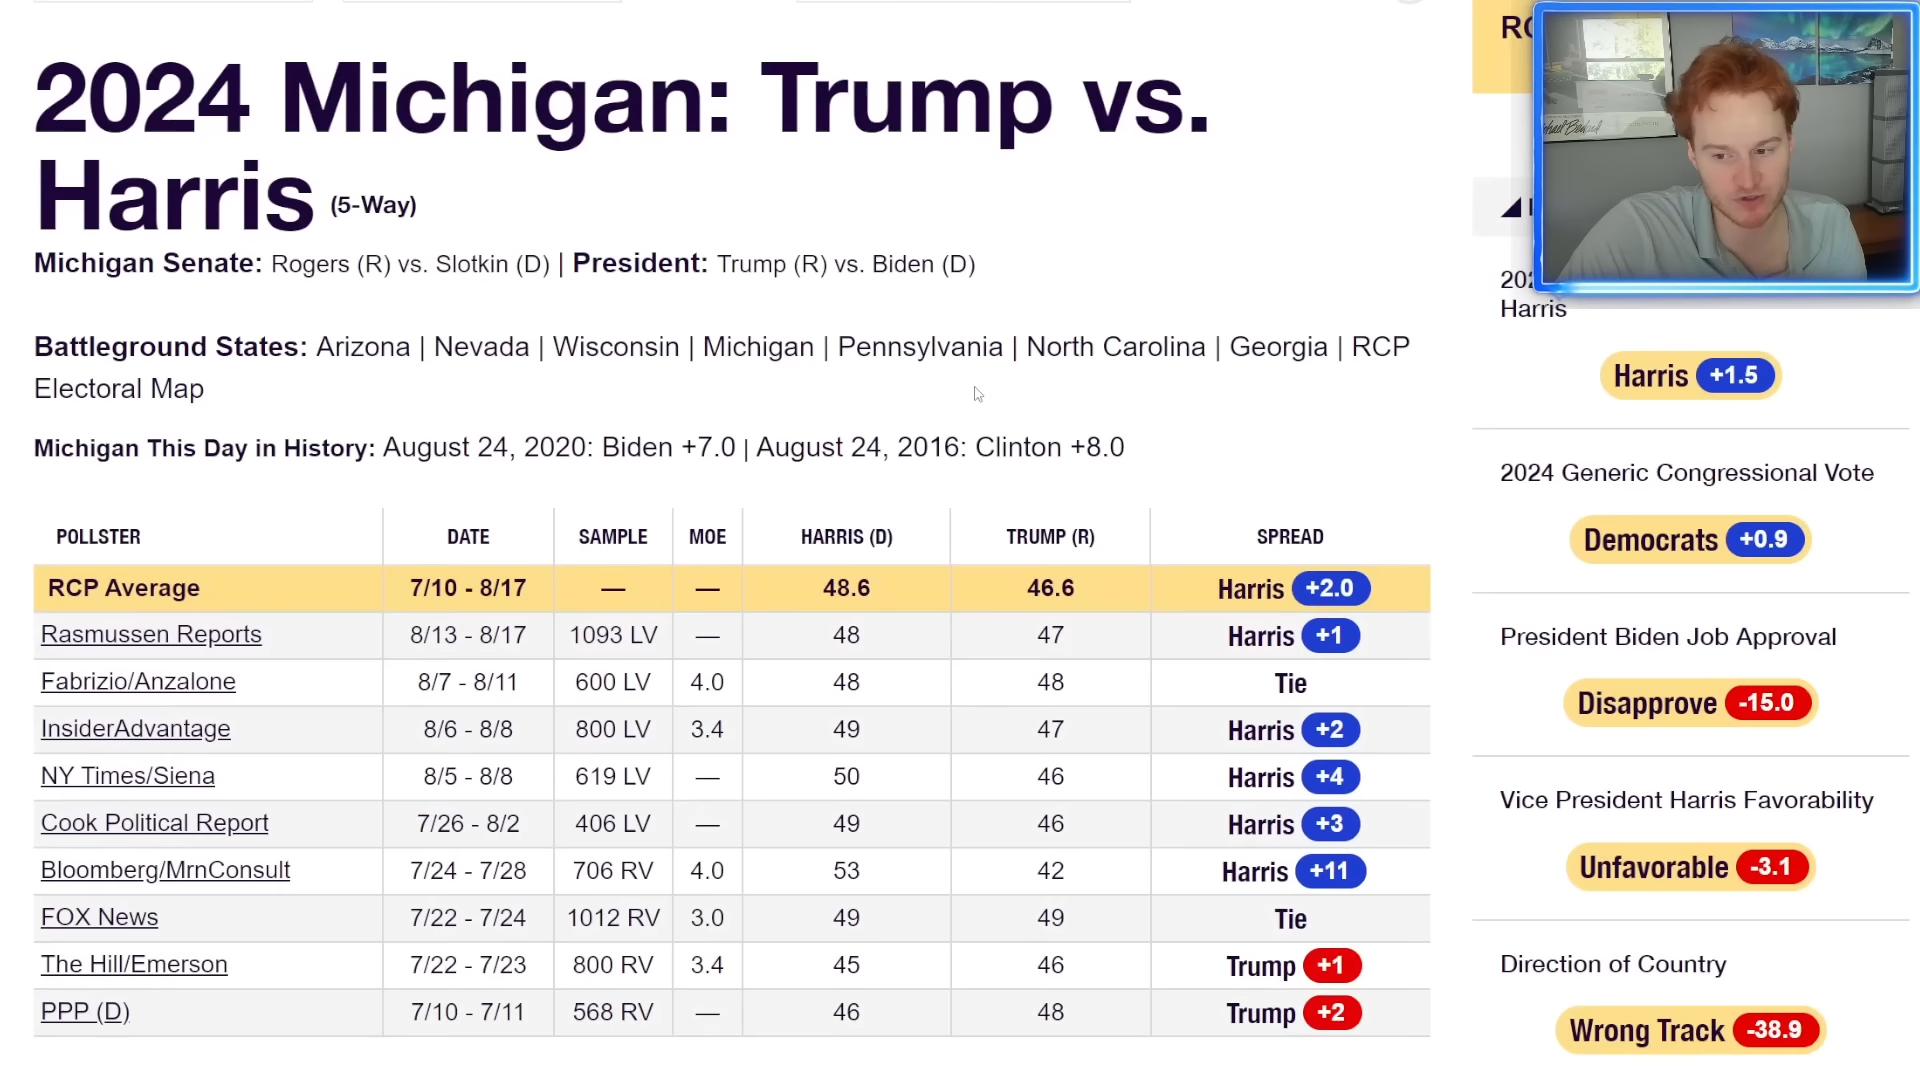 2024 Michigan: Trump vs.
Harris (5-Way)
Michigan Senate: Rogers (R) vs. Slotkin (D) | President: Trump (R) vs. Biden (D)
Battleground States: Arizona | Nevada | Wisconsin | Michigan | Pennsylvania | North Carolina | Georgia | RCP
Electoral Map
Michigan This Day in History: August 24, 2020: Biden +7.0 | August 24, 2016: Clinton +8.0
POLLSTER DATE SAMPLE MOE HARRIS (D) TRUMP (R) SPREAD
RCP Average 7/10 - 8/17 — — 48.6 46.6 Harris +2.0
Rasmussen Reports 8/13 - 8/17 1093 LV — 48 47 Harris +1
Fabrizio/Anzalone 8/7 - 8/11 600 LV 4.0 48 48 Tie
InsiderAdvantage 8/6 - 8/8 800 LV 3.4 49 47 Harris +2
NY Times/Siena 8/5 - 8/8 619 LV — 50 46 Harris +4
Cook Political Report 7/26 - 8/2 406 LV — 49 46 Harris +3
Bloomberg/MrnConsult 7/24 - 7/28 706 RV 4.0 53 42 Harris +11
FOX News 7/22 - 7/24 1012 RV 3.0 49 49 Tie
The Hill/Emerson 7/22 - 7/23 800 RV 3.4 45 46 Trump +1
PPP (D) 7/10 - 7/11 568 RV — 46 48 Trump +2
Harris
Harris +1.5
2024 Generic Congressional Vote
Democrats +0.9
President Biden Job Approval
Disapprove -15.0
Vice President Harris Favorability
Unfavorable -3.1
Direction of Country
Wrong Track -38.9